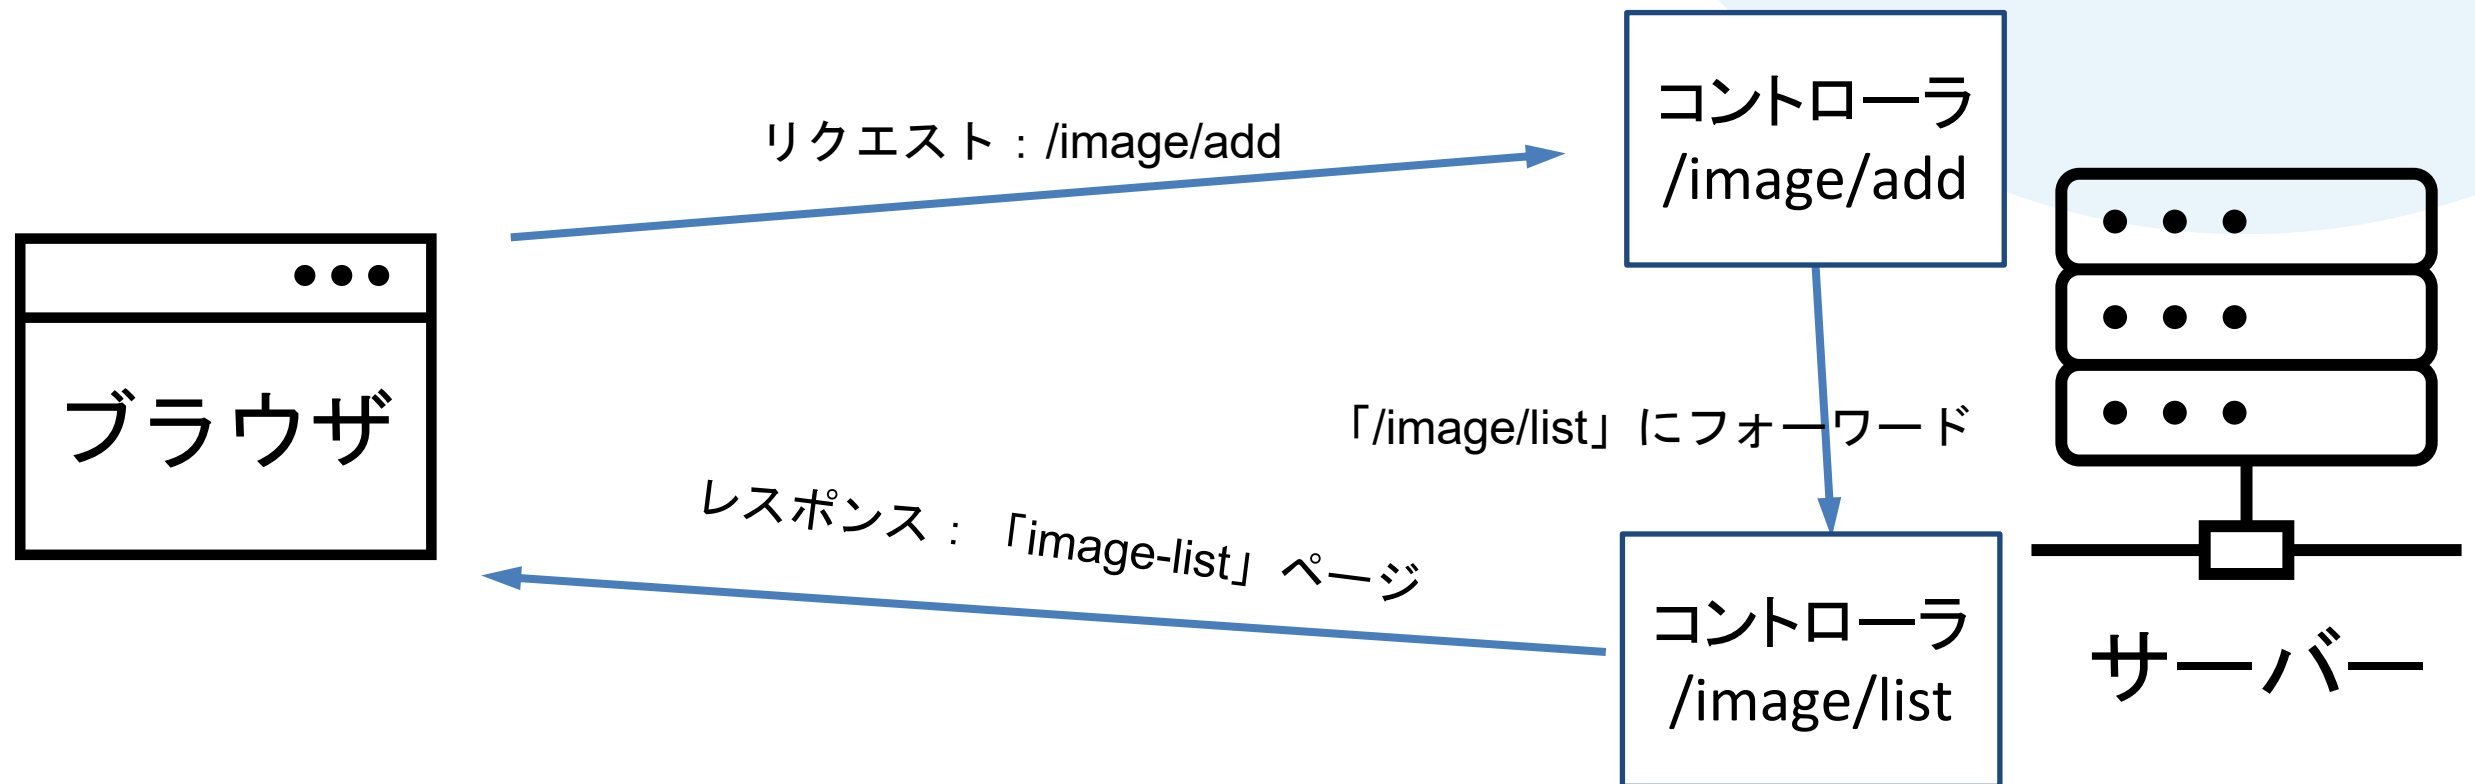 コントローラ
/image/add
リクエスト：/image/add
ブラウザ
「/image/list」にフォーワード
レスポンス：「image-list」ページ
コントローラ
/image/list
サーバー